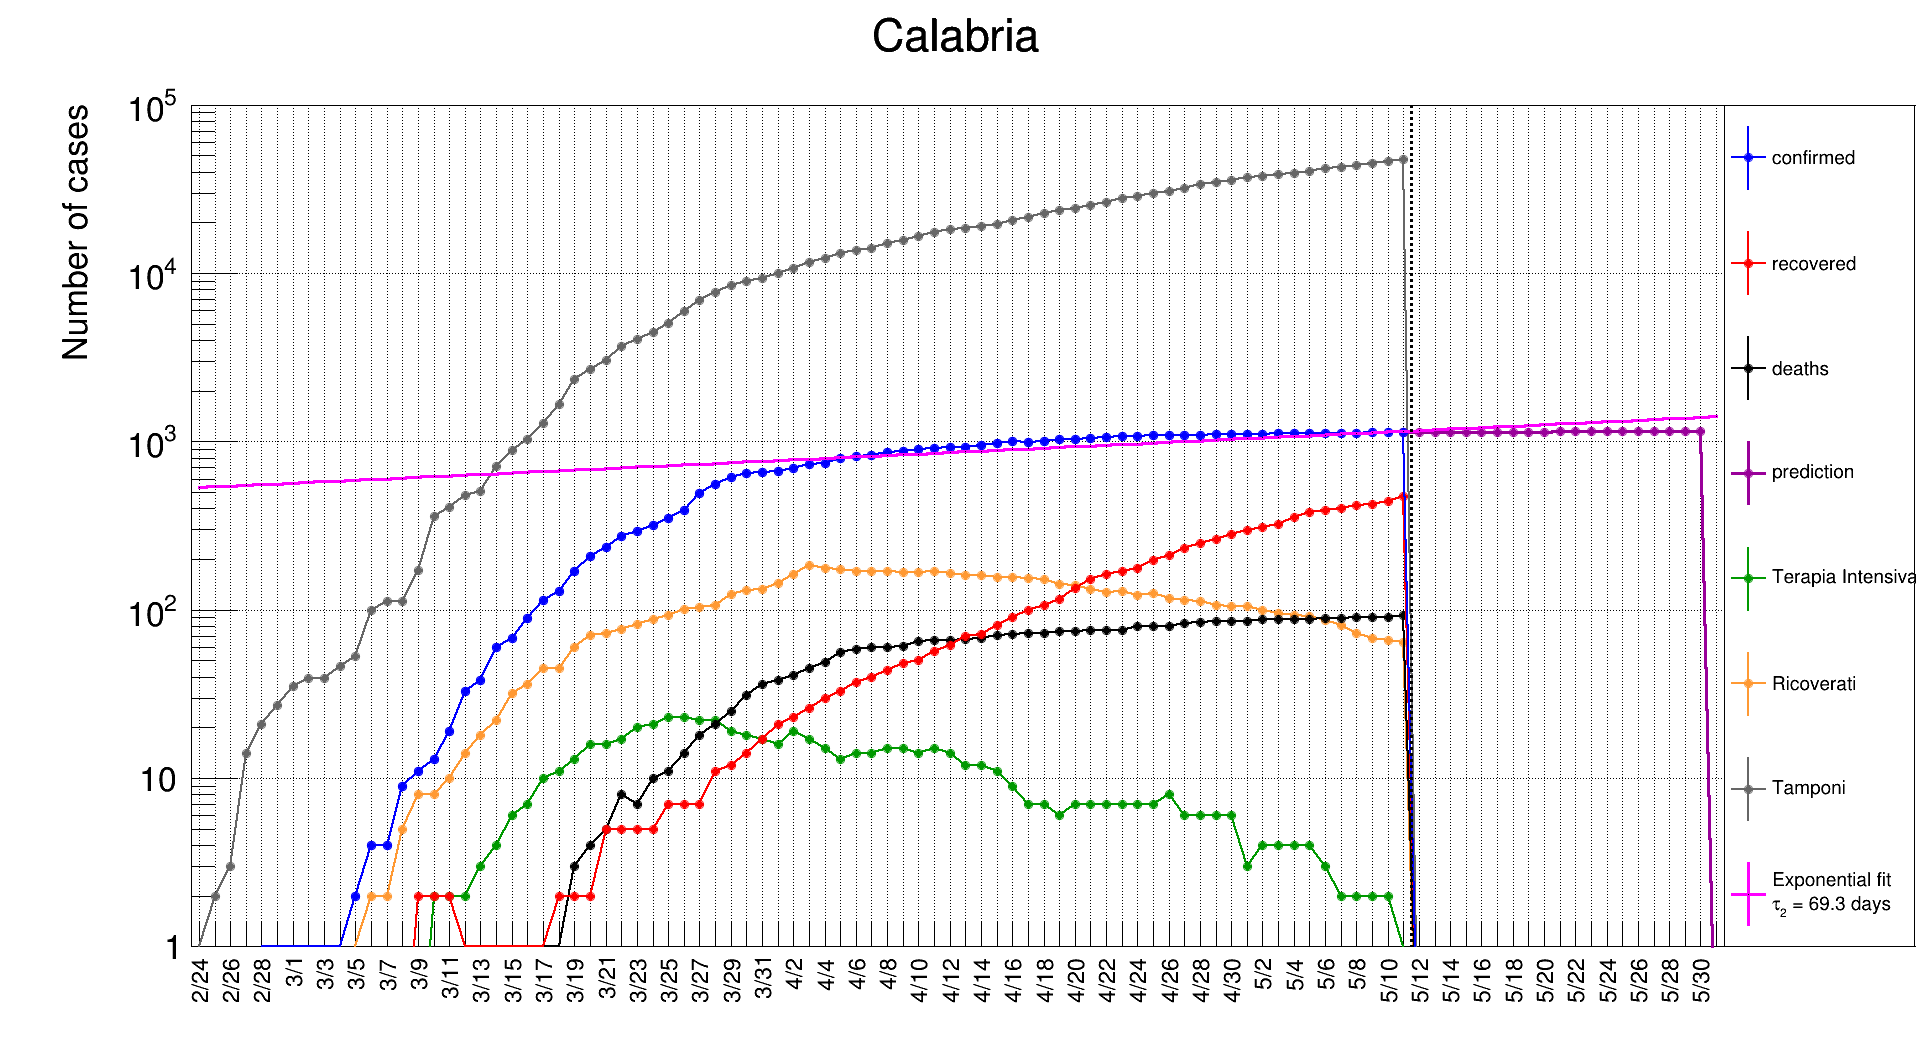 Calabria
Number of cases
10^5
10^4
10^3
10^2
10
1
2/24 2/26 2/28 3/1 3/3 3/5 3/7 3/9 3/11 3/13 3/15 3/17 3/19 3/21 3/23 3/25 3/27 3/29 3/31 4/2 4/4 4/6 4/8 4/10 4/12 4/14 4/16 4/18 4/20 4/22 4/24 4/26 4/28 4/30 5/2 5/4 5/6 5/8 5/10 5/12 5/14 5/16 5/18 5/20 5/22 5/24 5/26 5/28 5/30
confirmed
recovered
deaths
prediction
Terapia Intensiva
Ricoverati
Tamponi
Exponential fit
τ_2 = 69.3 days